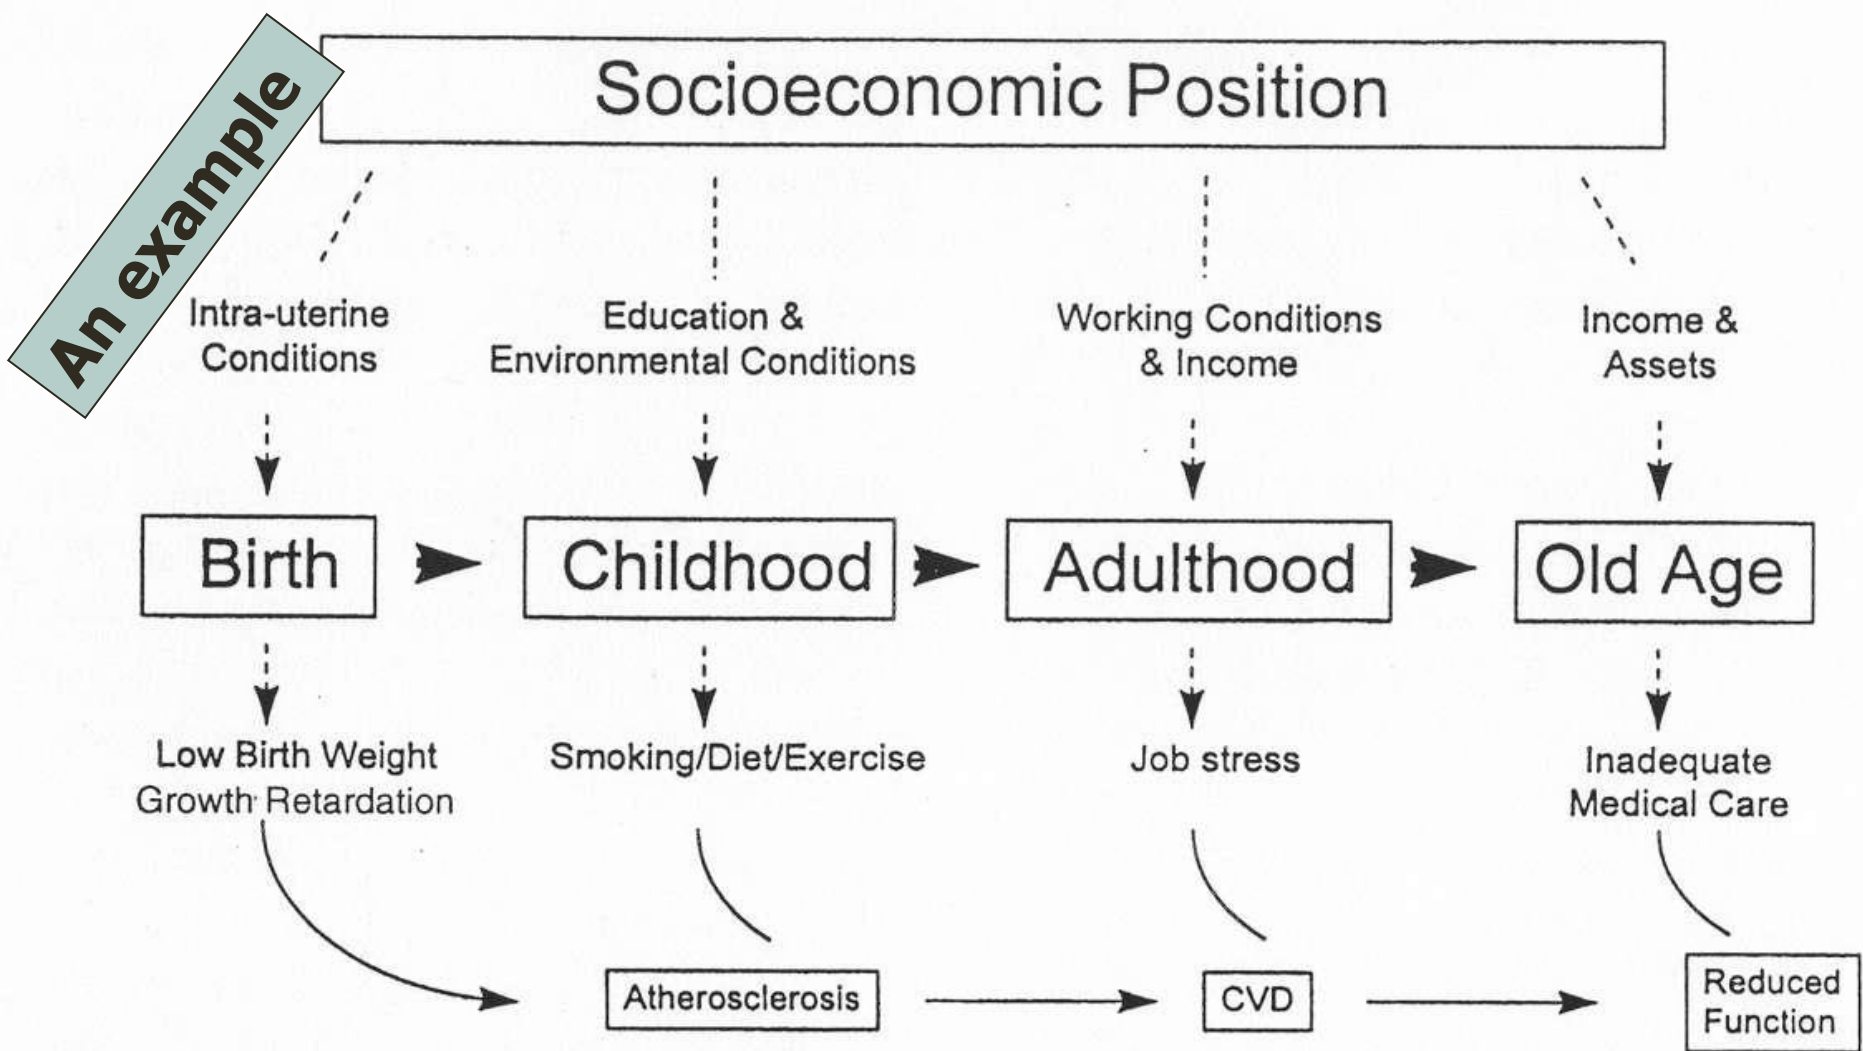 An example
Socioeconomic Position
Intra-uterine
Conditions
Education &
Environmental Conditions
Working Conditions
& Income
Income &
Assets
Birth
Childhood
Adulthood
Old Age
Low Birth Weight
Growth Retardation
Smoking/Diet/Exercise
Job stress
Inadequate
Medical Care
Atherosclerosis
CVD
Reduced
Function